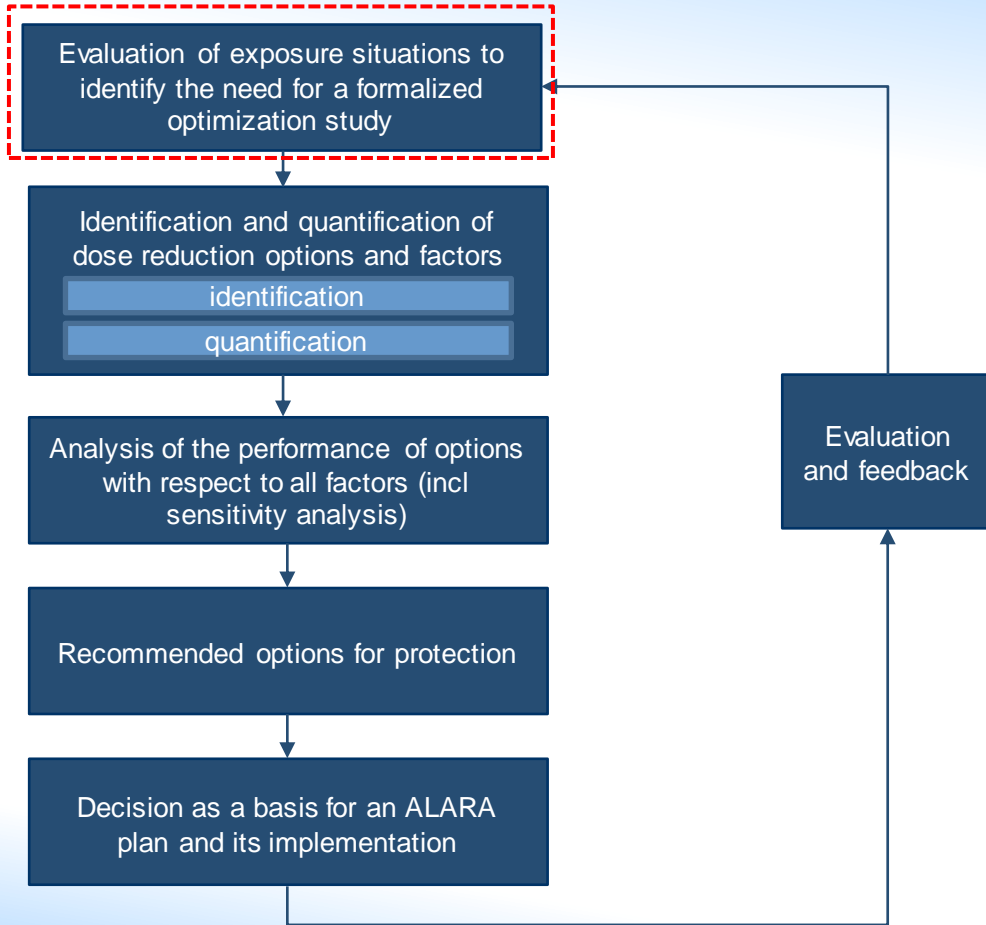 Evaluation of exposure situations to
identify the need for a formalized
optimization study
Identification and quantification of
dose reduction options and factors
identification
quantification
Analysis of the performance of options
with respect to all factors (incl
sensitivity analysis)
Recommended options for protection
Decision as a basis for an ALARA
plan and its implementation
Evaluation
and feedback